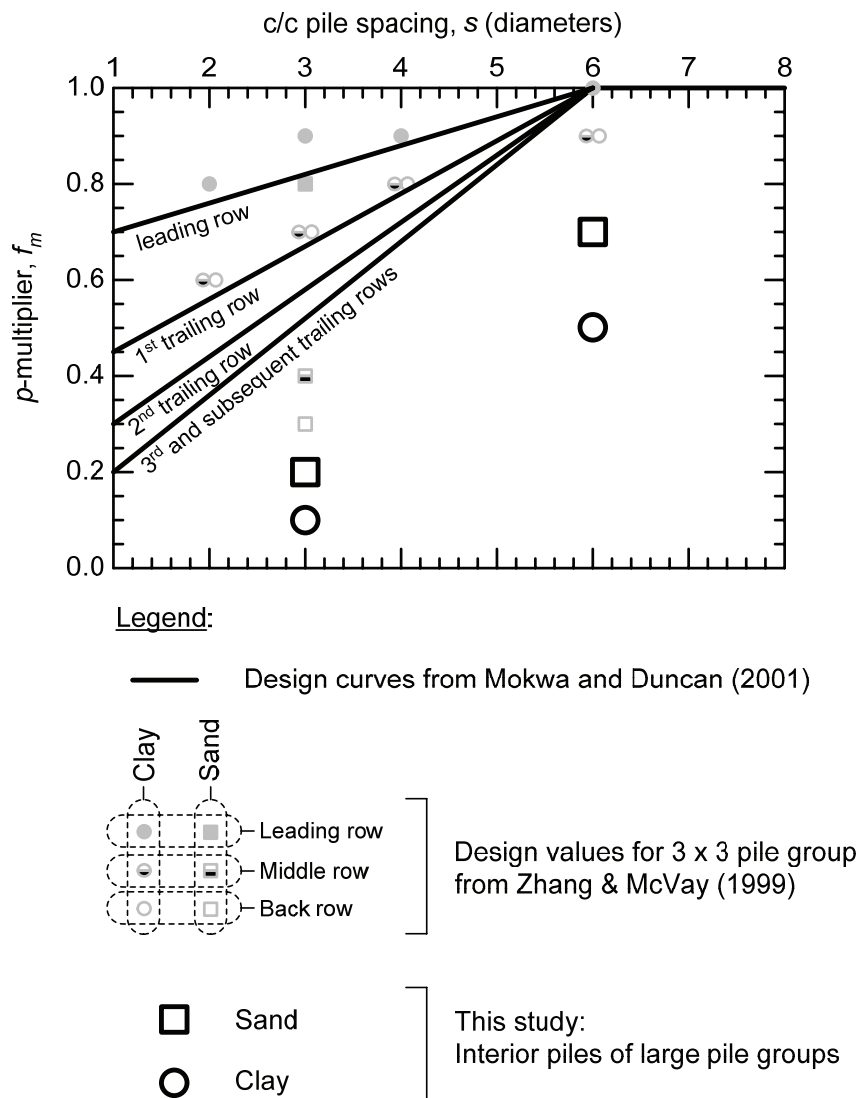 c/c pile spacing, s (diameters)
1 2 3 4 5 6 7 8
p-multiplier, fm
1.0
0.8
0.6
0.4
0.2
0.0
leading row
1st trailing row
2nd trailing row
3rd and subsequent trailing rows
Legend:
Design curves from Mokwa and Duncan (2001)
Clay
Sand
Leading row
Middle row
Back row
Design values for 3 x 3 pile group
from Zhang & McVay (1999)
Sand
Clay
This study:
Interior piles of large pile groups